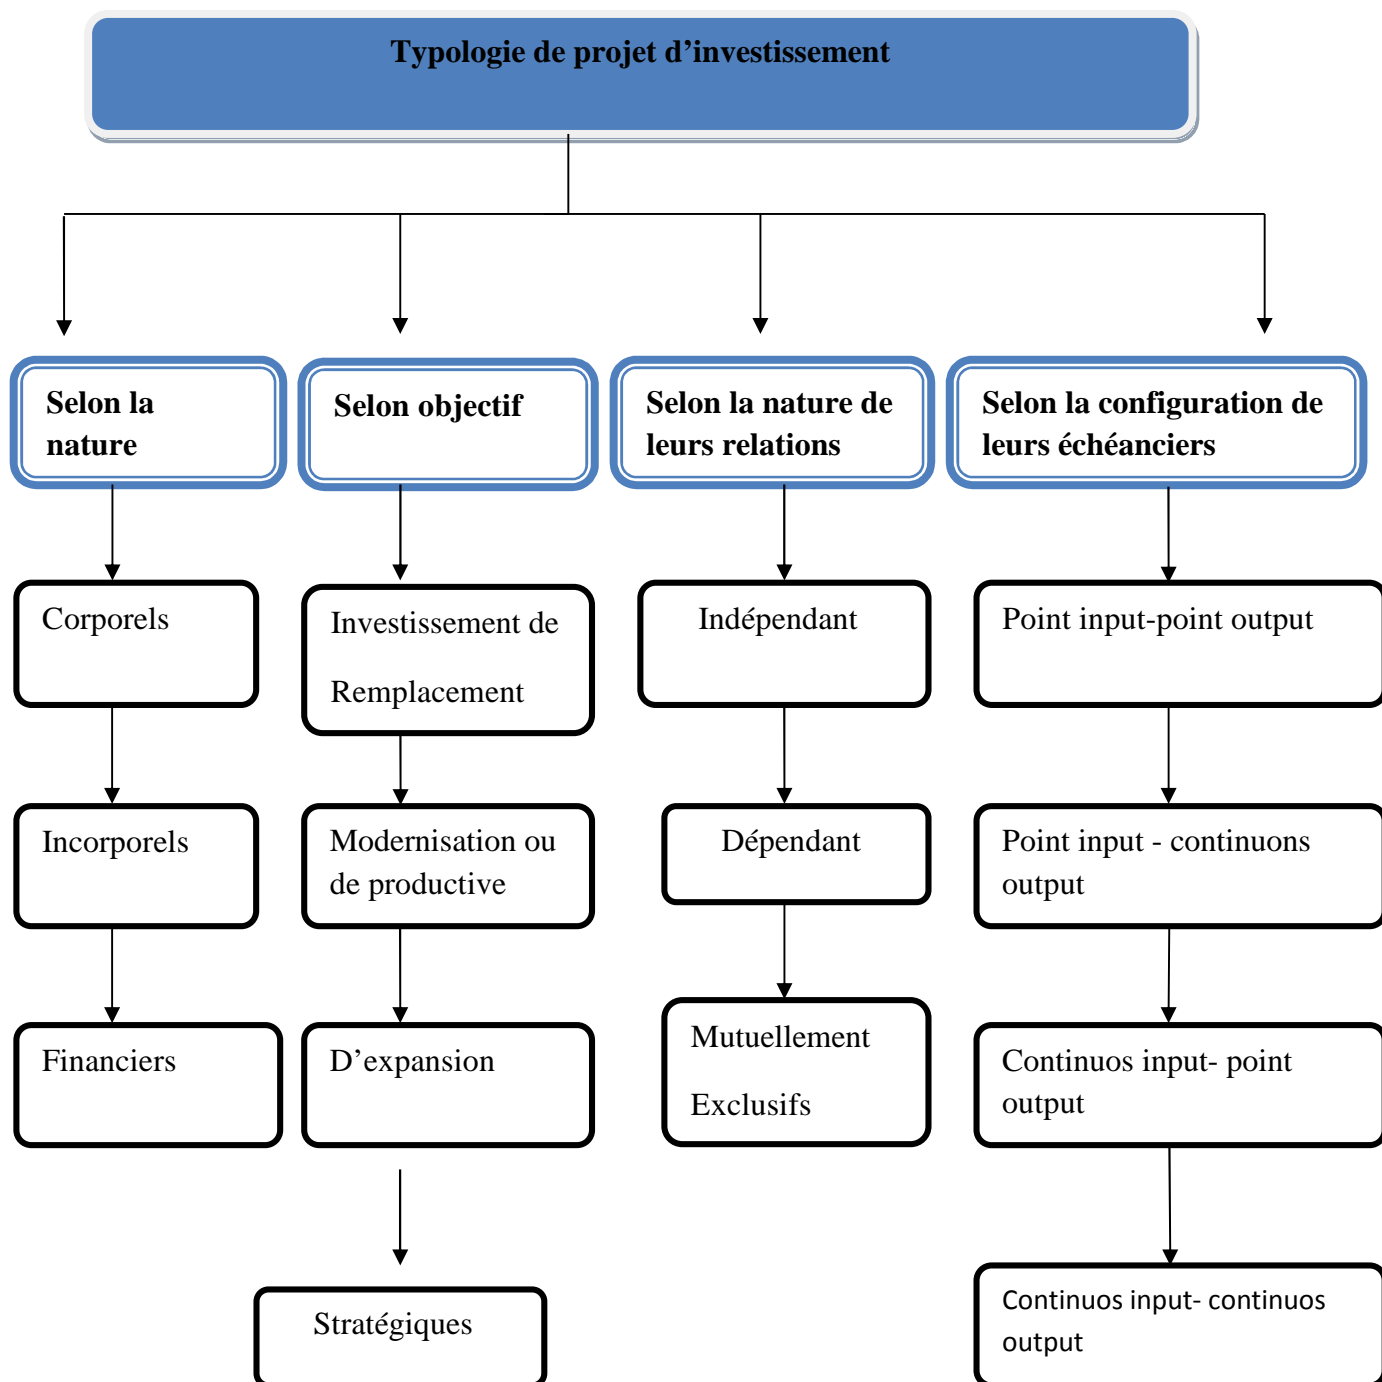 Typologie de projet d’investissement
Selon la
nature
Selon objectif
Selon la nature de
leurs relations
Selon la configuration de
leurs échéanciers
Corporels
Investissement de
Remplacement
Indépendant
Point input-point output
Incorporels
Modernisation ou
de productive
Dépendant
Point input - continuons
output
Financiers
D’expansion
Mutuellement
Exclusifs
Continuos input- point
output
Stratégiques
Continuos input- continuos
output